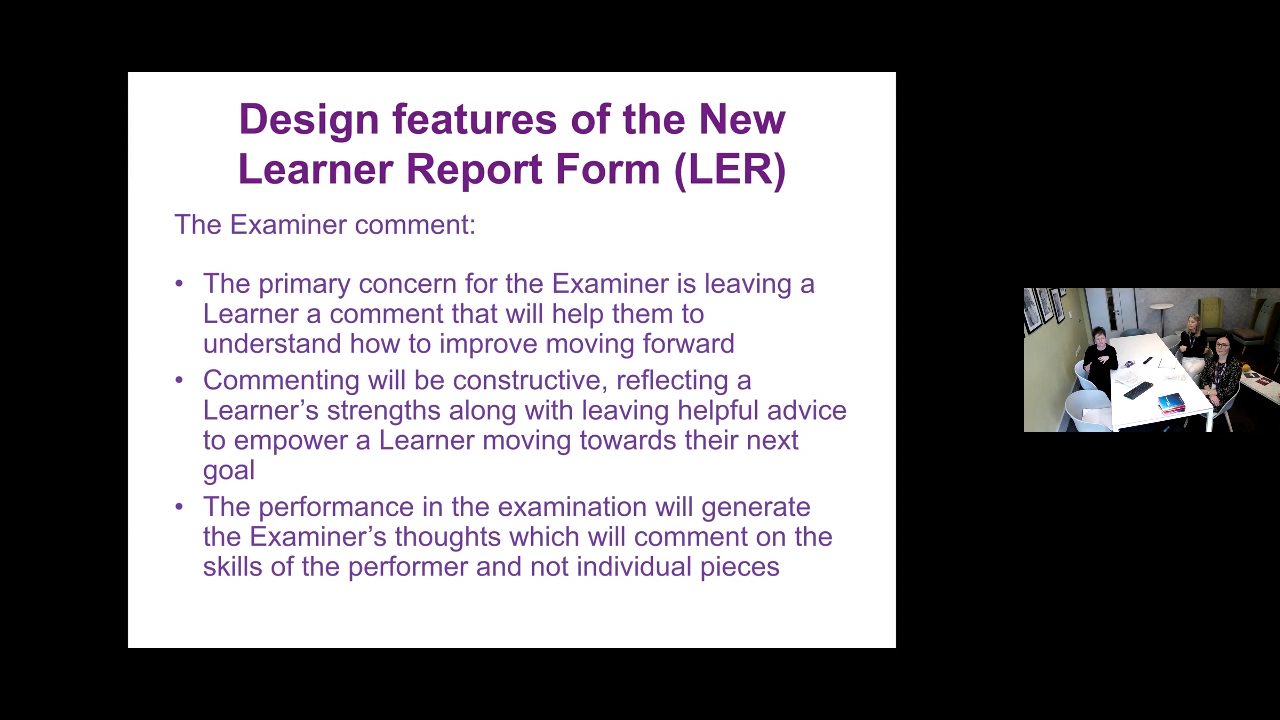 Design features of the New
Learner Report Form (LER)
The Examiner comment:
• The primary concern for the Examiner is leaving a
Learner a comment that will help them to
understand how to improve moving forward
• Commenting will be constructive, reflecting a
Learner’s strengths along with leaving helpful advice
to empower a Learner moving towards their next
goal
• The performance in the examination will generate
the Examiner’s thoughts which will comment on the
skills of the performer and not individual pieces